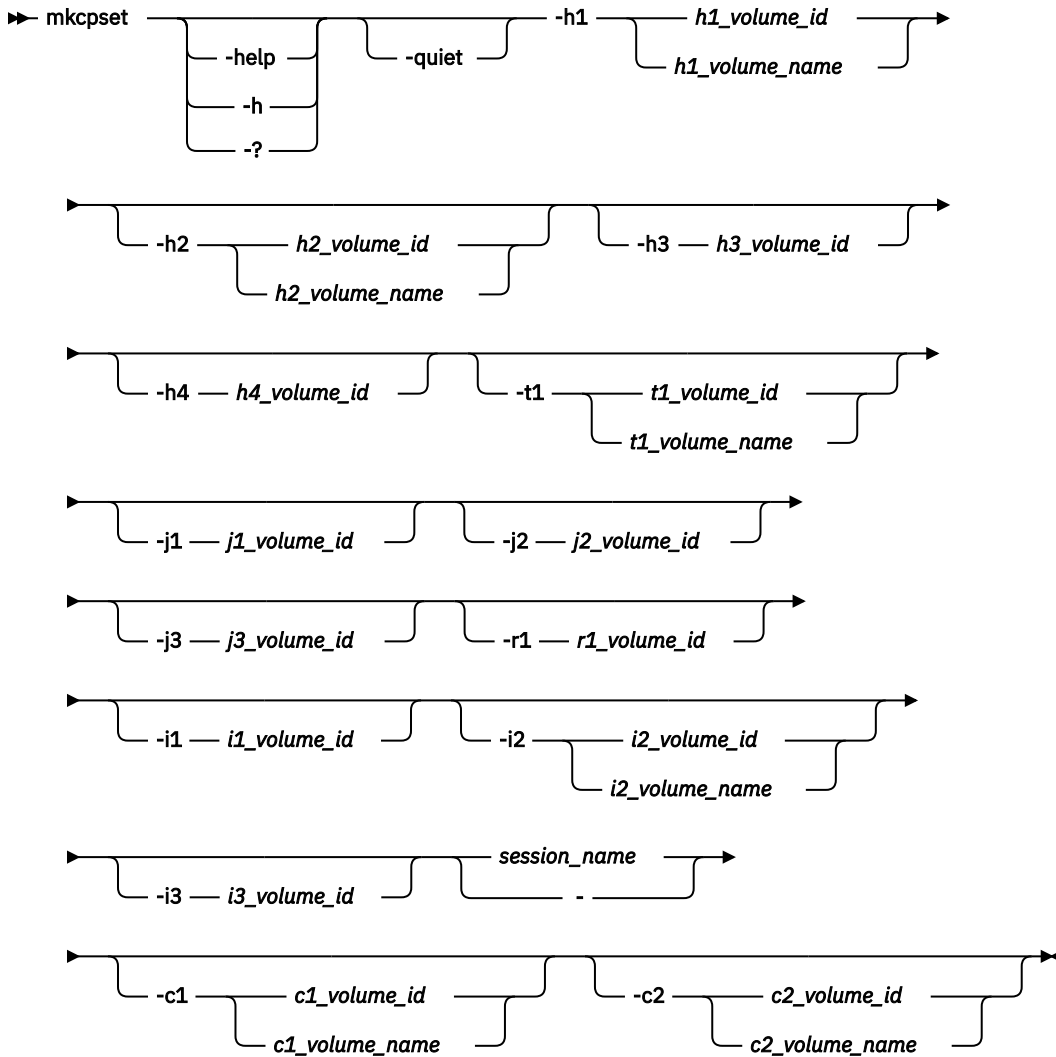 mkcpset -help -h -? -quiet -h1 h1_volume_id h1_volume_name
-h2 h2_volume_id h2_volume_name -h3 h3_volume_id
-h4 h4_volume_id -t1 t1_volume_id t1_volume_name
-j1 j1_volume_id -j2 j2_volume_id
-j3 j3_volume_id -r1 r1_volume_id
-i1 i1_volume_id -i2 i2_volume_id i2_volume_name
-i3 i3_volume_id session_name -
-c1 c1_volume_id c1_volume_name -c2 c2_volume_id c2_volume_name